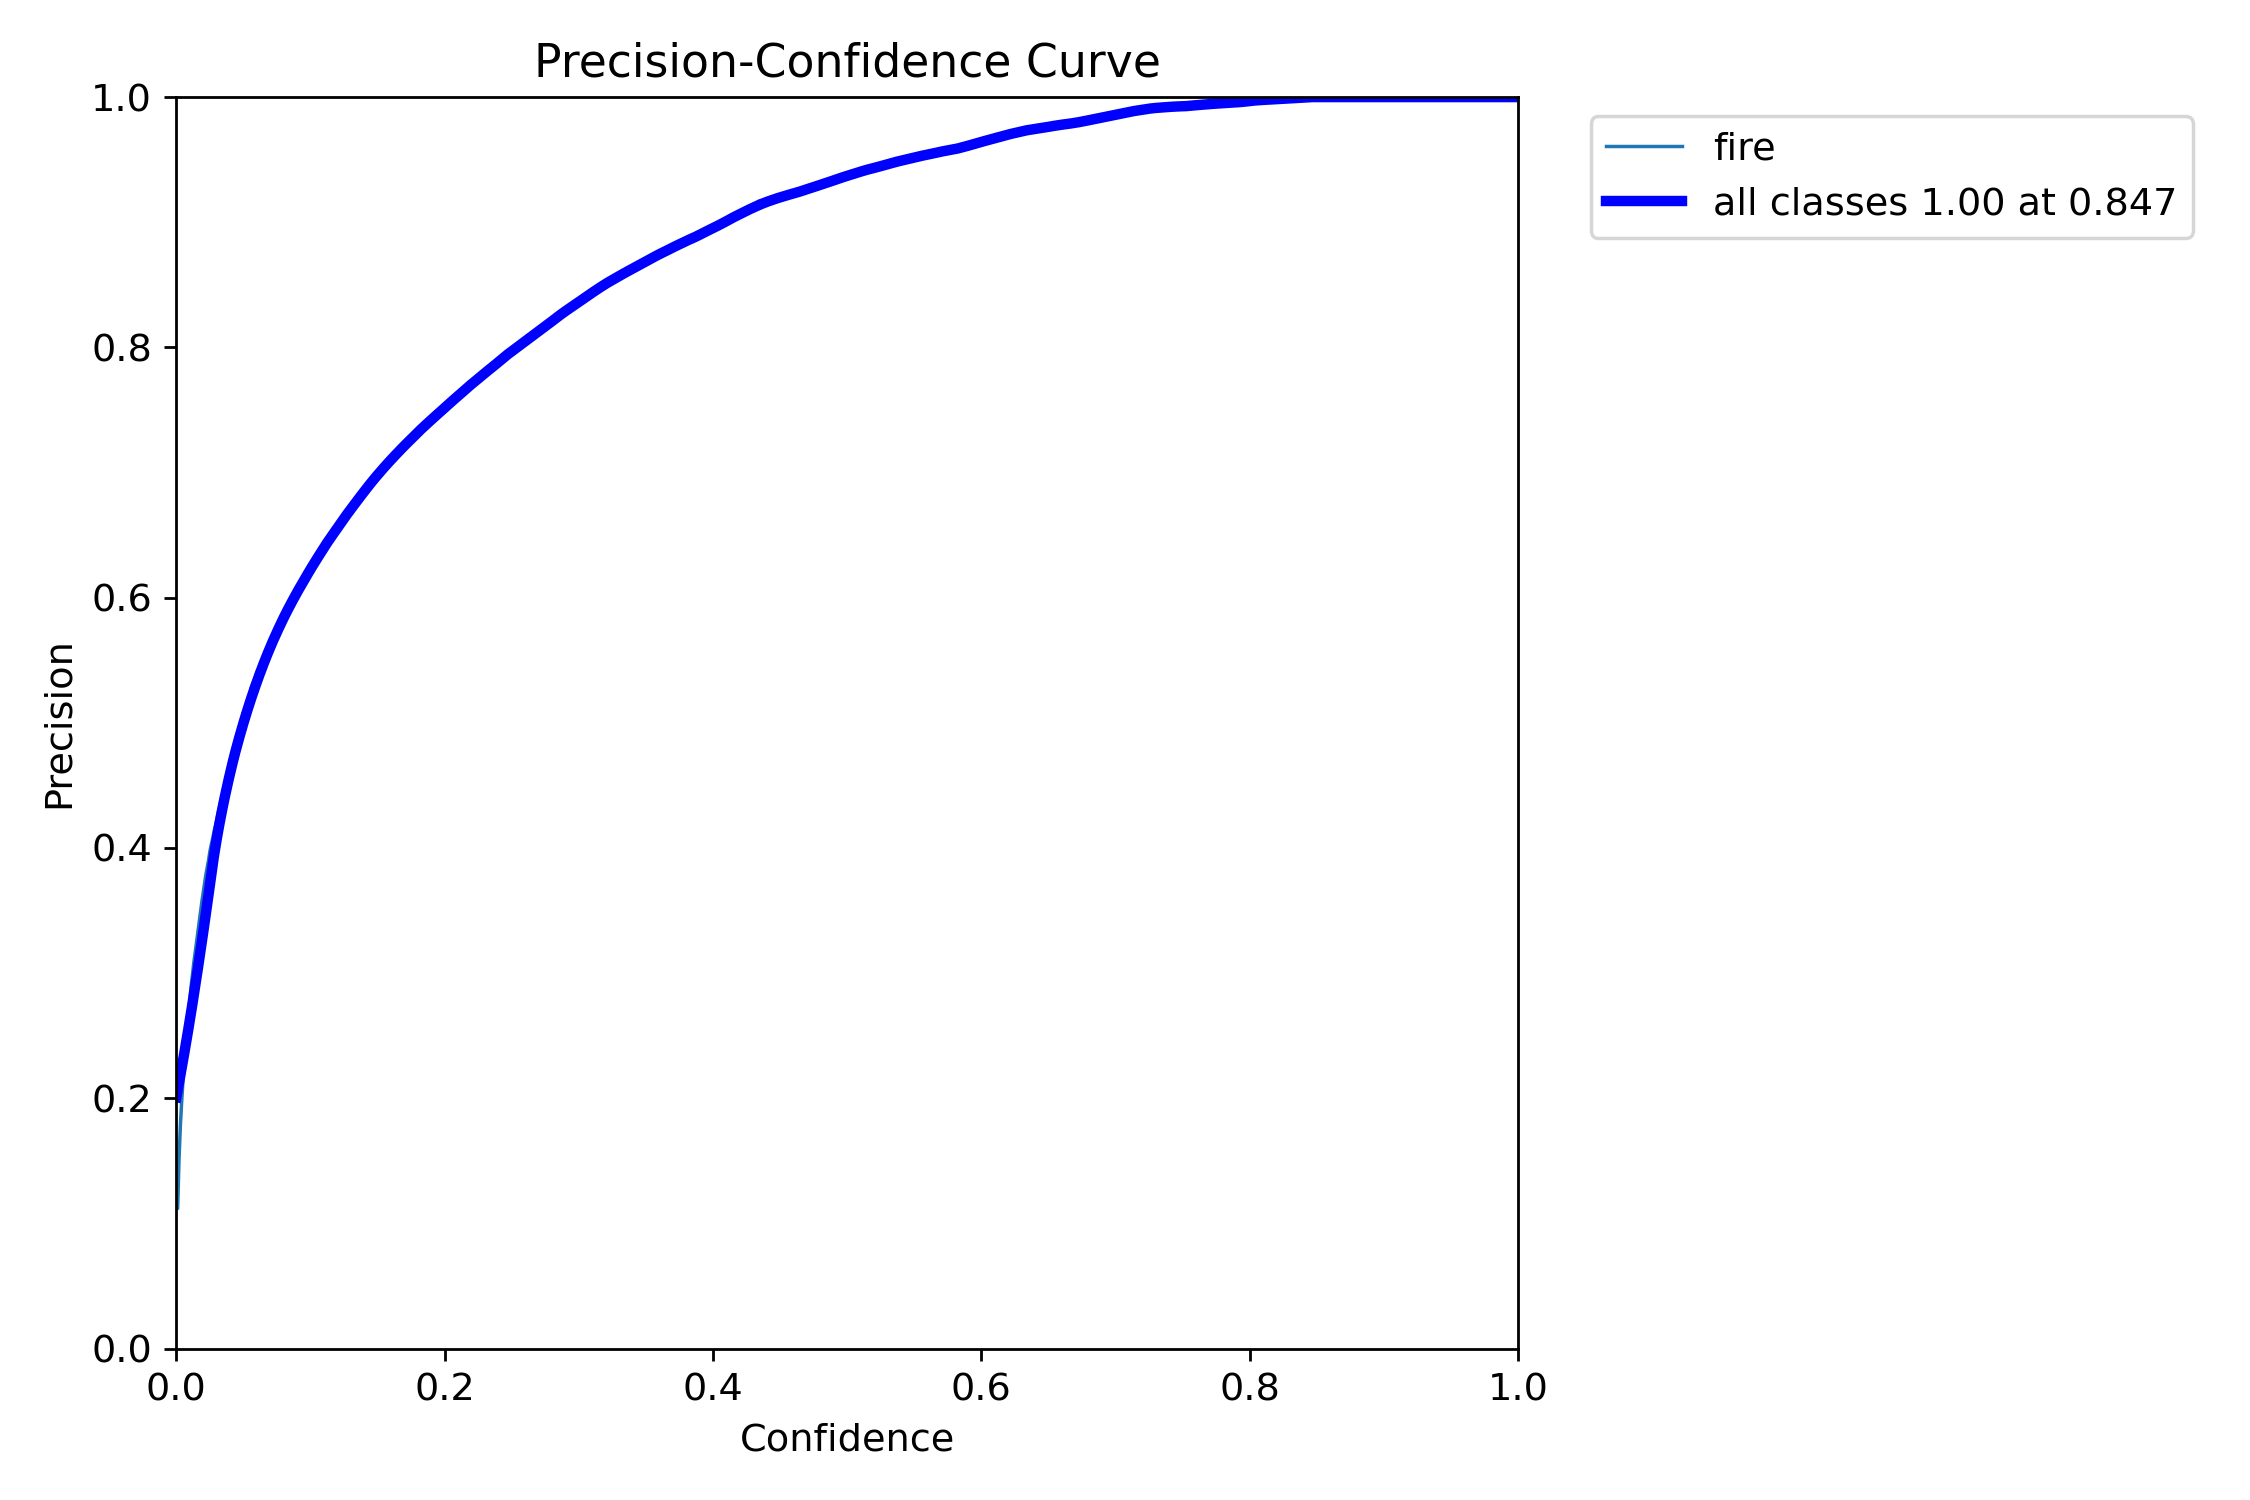 Precision-Confidence Curve
1.0
0.8
0.6
0.4
0.2
0.0
Precision
0.0 0.2 0.4 0.6 0.8 1.0
Confidence
fire
all classes 1.00 at 0.847